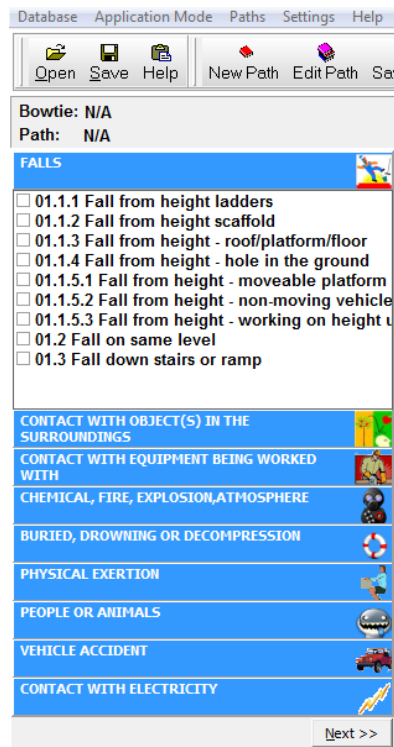 Database Application Mode Paths Settings Help
Open Save Help New Path Edit Path Sa
Bowtie: N/A
Path: N/A
FALLS
01.1.1 Fall from height ladders
01.1.2 Fall from height scaffold
01.1.3 Fall from height - roof/platform/floor
01.1.4 Fall from height - hole in the ground
01.1.5.1 Fall from height - moveable platform
01.1.5.2 Fall from height - non-moving vehicle
01.1.5.3 Fall from height - working on height u
01.2 Fall on same level
01.3 Fall down stairs or ramp
CONTACT WITH OBJECT(S) IN THE
SURROUNDINGS
CONTACT WITH EQUIPMENT BEING WORKED
WITH
CHEMICAL, FIRE, EXPLOSION,ATMOSPHERE
BURIED, DROWNING OR DECOMPRESSION
PHYSICAL EXERTION
PEOPLE OR ANIMALS
VEHICLE ACCIDENT
CONTACT WITH ELECTRICITY
Next >>